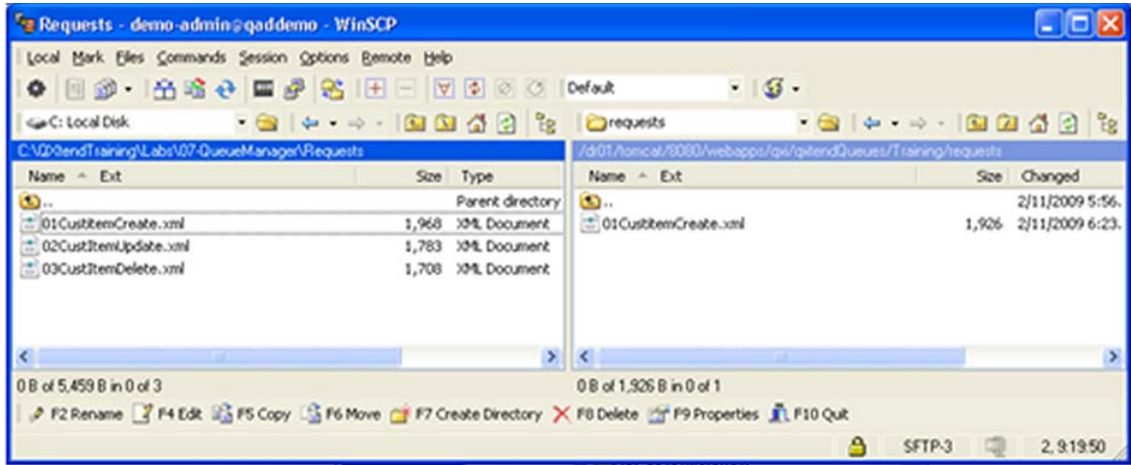 Requests - demo-admin@qaddemo - WinSCP
Local Mark Files Commands Session Options Remote Help
Default
C: Local Disk
requests
C:\QXtendTraining\Labs\07-QueueManager\Requests
/dr01/tomcat/8080/webapps/qxi/qxtendQueues/Training/requests
Name Ext Size Type
Name Ext Size Changed
.. Parent directory
.. 2/11/2009 5:56.
01CustItemCreate.xml 1,968 XML Document
01CustItemCreate.xml 1,926 2/11/2009 6:23.
02CustItemUpdate.xml 1,783 XML Document
03CustItemDelete.xml 1,708 XML Document
0 B of 5,459 B in 0 of 3
0 B of 1,926 B in 0 of 1
F2 Rename F4 Edit F5 Copy F6 Move F7 Create Directory F8 Delete F9 Properties F10 Quit
SFTP-3 2, 9:19:50